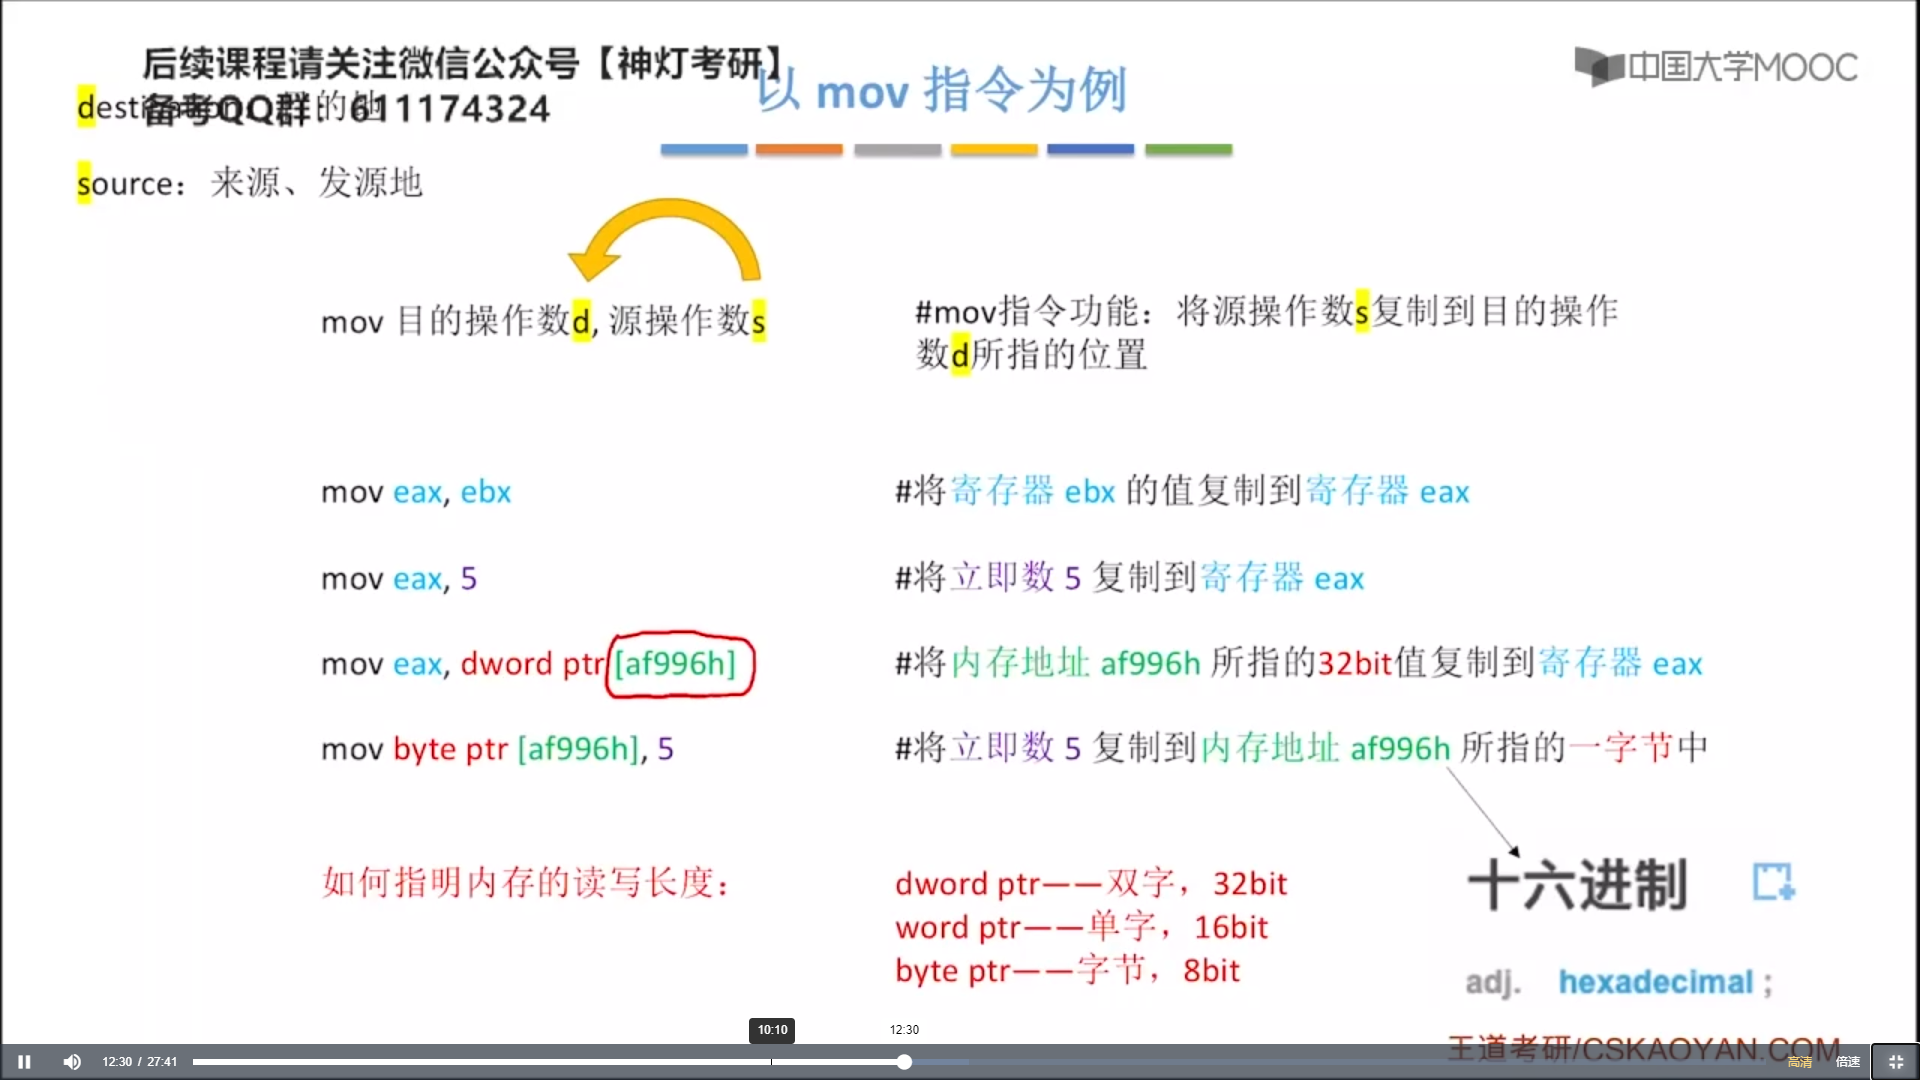 后续课程请关注微信公众号【神灯考研】
备考QQ群：611174324
以 mov 指令为例
中国大学MOOC
source：来源、发源地
mov 目的操作数d, 源操作数s
#mov指令功能：将源操作数s复制到目的操作
数d所指的位置
mov eax, ebx
#将寄存器 ebx 的值复制到寄存器 eax
mov eax, 5
#将立即数 5 复制到寄存器 eax
mov eax, dword ptr [af996h]
#将内存地址 af996h 所指的32bit值复制到寄存器 eax
mov byte ptr [af996h], 5
#将立即数 5 复制到内存地址 af996h 所指的一字节中
如何指明内存的读写长度：
dword ptr——双字，32bit
word ptr——单字，16bit
byte ptr——字节，8bit
十六进制
adj. hexadecimal ;
王道考研/CSKAOYAN.COM
10:10
12:30
12:30 / 27:41
高清
倍速